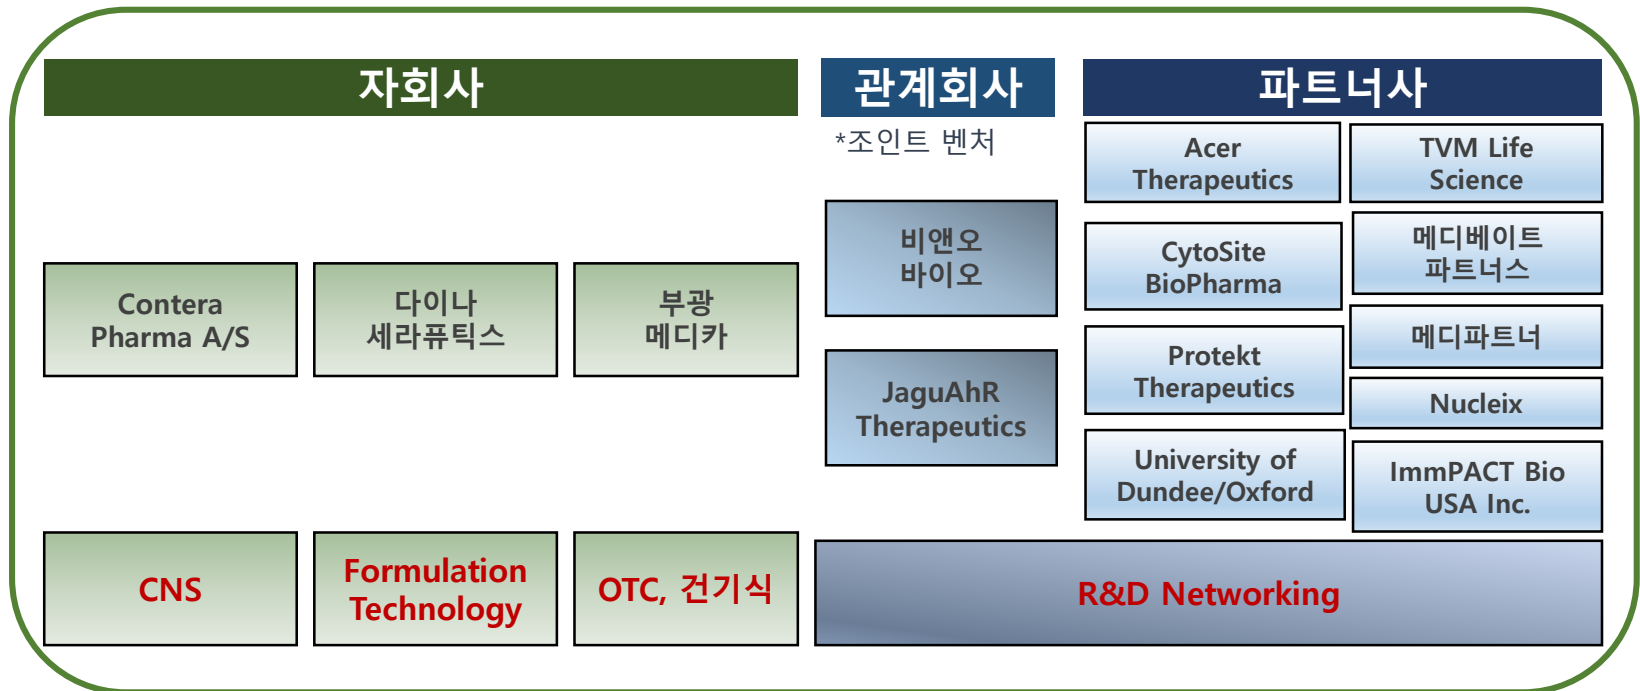 자회사
관계회사
파트너사
*조인트 벤처
Contera
Pharma A/S
다이나
세라퓨틱스
부광
메디카
비앤오
바이오
JaguAhR
Therapeutics
Acer
Therapeutics
TVM Life
Science
CytoSite
BioPharma
메디베이트
파트너스
Protekt
Therapeutics
메디파트너
Nucleix
University of
Dundee/Oxford
ImmPACT Bio
USA Inc.
CNS
Formulation
Technology
OTC, 건기식
R&D Networking